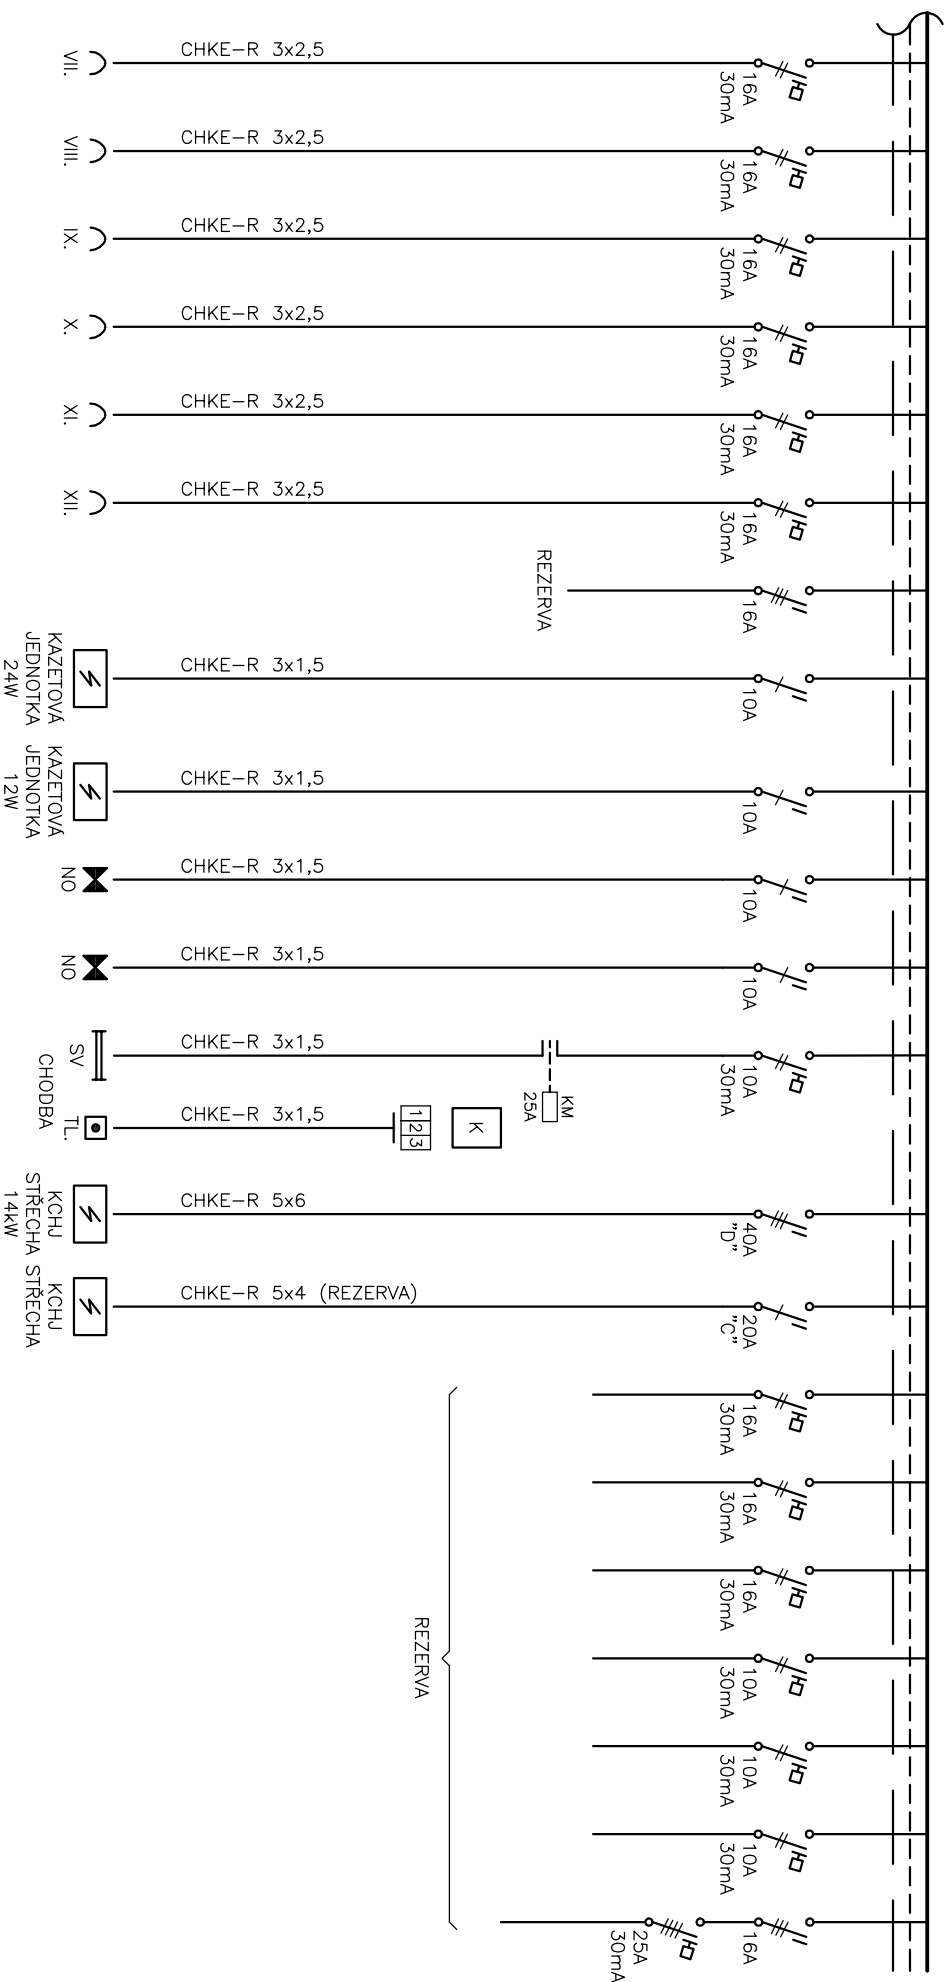 VII.
CHKE-R 3x2,5
16A
30mA
VIII.
CHKE-R 3x2,5
16A
30mA
IX.
CHKE-R 3x2,5
16A
30mA
X.
CHKE-R 3x2,5
16A
30mA
XI.
CHKE-R 3x2,5
16A
30mA
XII.
CHKE-R 3x2,5
16A
30mA
REZERVA
16A
KAZETOVÁ
JEDNOTKA
24W
CHKE-R 3x1,5
10A
KAZETOVÁ
JEDNOTKA
12W
CHKE-R 3x1,5
10A
NO
CHKE-R 3x1,5
10A
NO
CHKE-R 3x1,5
10A
SV
CHKE-R 3x1,5
KM
25A
10A
30mA
CHODBA
TL.
CHKE-R 3x1,5
1 2 3
K
KCHJ
STŘECHA
14kW
CHKE-R 5x6
40A
"D"
KCHJ
STŘECHA
CHKE-R 5x4 (REZERVA)
20A
"C"
REZERVA
16A
30mA
16A
30mA
16A
30mA
10A
30mA
10A
30mA
10A
30mA
16A
25A
30mA